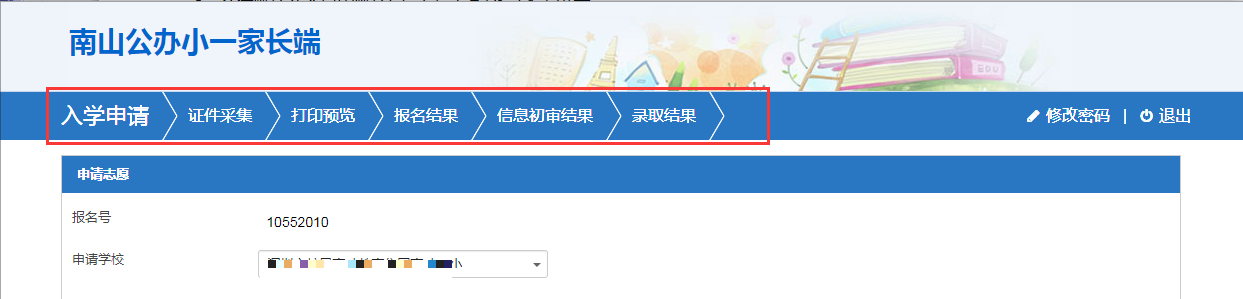 南山公办小一家长端
入学申请 证件采集 打印预览 报名结果 信息初审结果 录取结果 修改密码 | 退出
申请志愿
报名号 10552010
申请学校